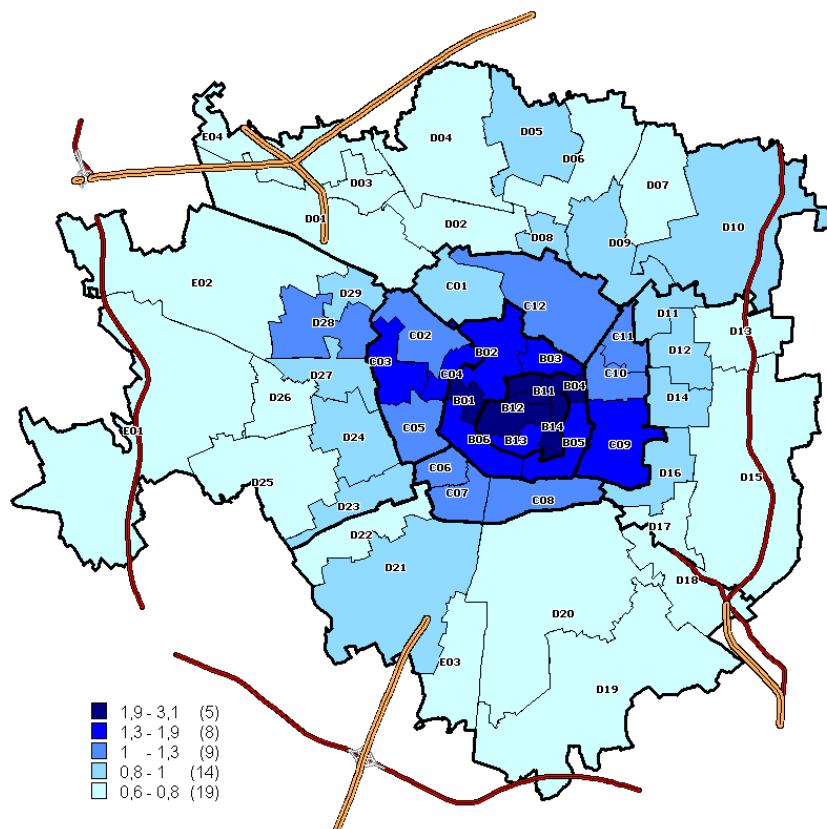 E04
D04
D05
D06
D03
D07
D01
D02
D08
D09
D10
E02
D29
C01
C12
D28
C02
C11
D11
D13
C03
B02
B03
D12
D27
C04
C10
D26
B01
B11
B04
B12
D14
C05
B14
D24
B06
B13
B05
C09
E01
C06
D16
D15
D25
C07
C08
D23
D17
D22
D21
D18
D20
E03
D19
1,9 - 3,1 (5)
1,3 - 1,9 (8)
1 - 1,3 (9)
0,8 - 1 (14)
0,6 - 0,8 (19)